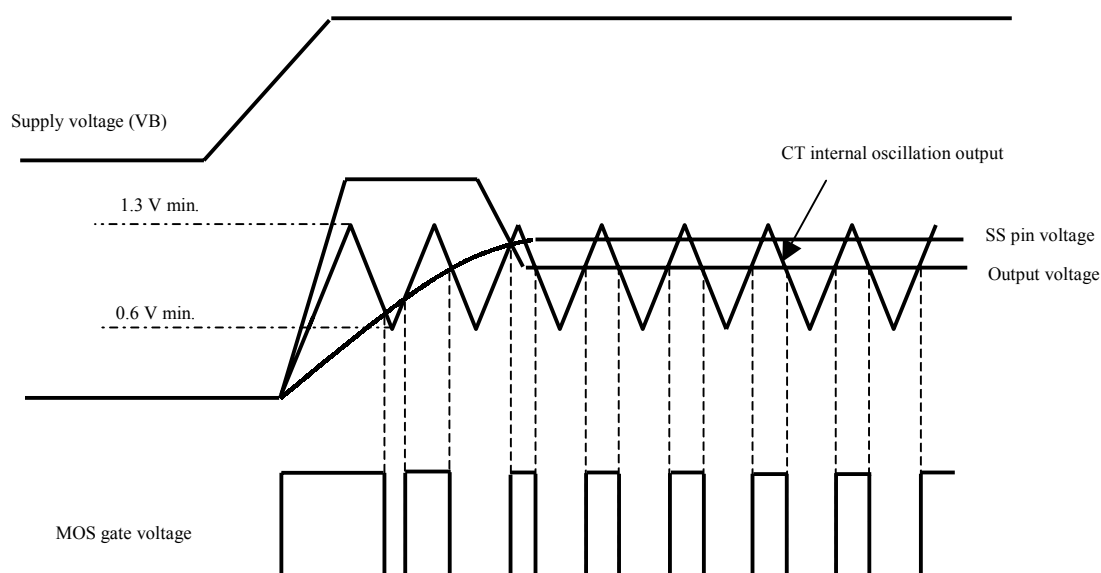 Supply voltage (VB)
CT internal oscillation output
1.3 V min.
SS pin voltage
Output voltage
0.6 V min.
MOS gate voltage